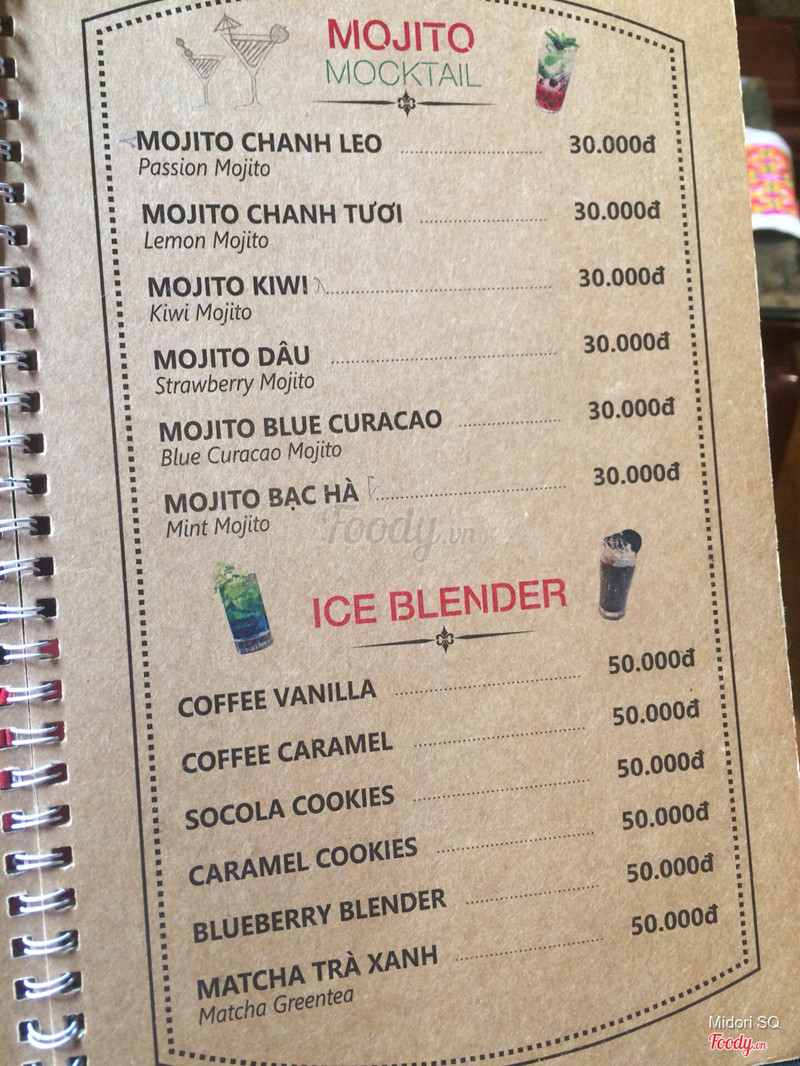 MOJITO
MOCKTAIL
MOJITO CHANH LEO ........ 30.000đ
Passion Mojito
MOJITO CHANH TƯƠI ........ 30.000đ
Lemon Mojito
MOJITO KIWI ........ 30.000đ
Kiwi Mojito
MOJITO DÂU ........ 30.000đ
Strawberry Mojito
MOJITO BLUE CURACAO ........ 30.000đ
Blue Curacao Mojito
MOJITO BẠC HÀ ........ 30.000đ
Mint Mojito
Foody.vn
ICE BLENDER
COFFEE VANILLA ........ 50.000đ
COFFEE CARAMEL ........ 50.000đ
SOCOLA COOKIES ........ 50.000đ
CARAMEL COOKIES ........ 50.000đ
BLUEBERRY BLENDER ........ 50.000đ
MATCHA TRÀ XANH ........ 50.000đ
Matcha Greentea
Midori SQ
Foody.vn